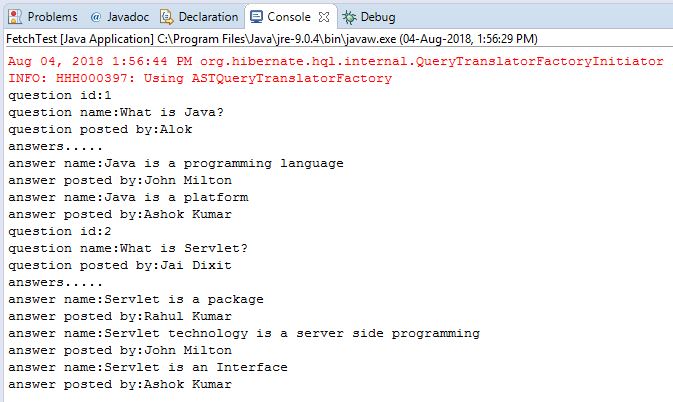 Problems @ Javadoc Declaration Console Debug
FetchTest [Java Application] C:\Program Files\Java\jre-9.0.4\bin\javaw.exe (04-Aug-2018, 1:56:29 PM)
Aug 04, 2018 1:56:44 PM org.hibernate.hql.internal.QueryTranslatorFactoryInitiator
INFO: HHH000397: Using ASTQueryTranslatorFactory
question id:1
question name:What is Java?
question posted by:Alok
answers.....
answer name:Java is a programming language
answer posted by:John Milton
answer name:Java is a platform
answer posted by:Ashok Kumar
question id:2
question name:What is Servlet?
question posted by:Jai Dixit
answers.....
answer name:Servlet is a package
answer posted by:Rahul Kumar
answer name:Servlet technology is a server side programming
answer posted by:John Milton
answer name:Servlet is an Interface
answer posted by:Ashok Kumar